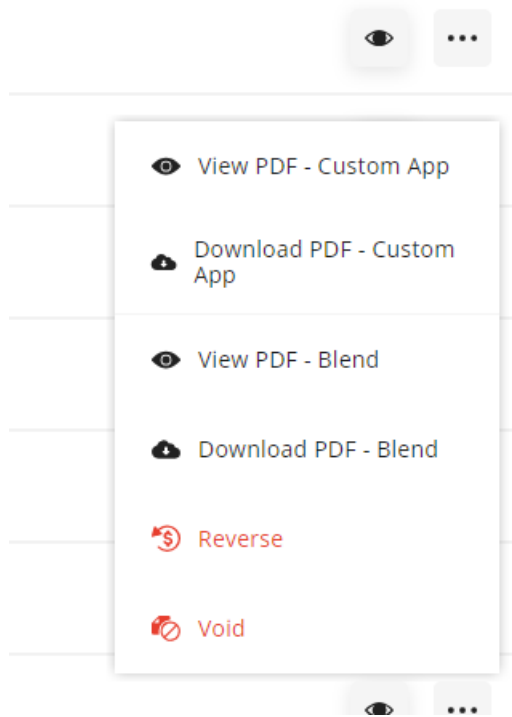 View PDF - Custom App
Download PDF - Custom
App
View PDF - Blend
Download PDF - Blend
Reverse
Void